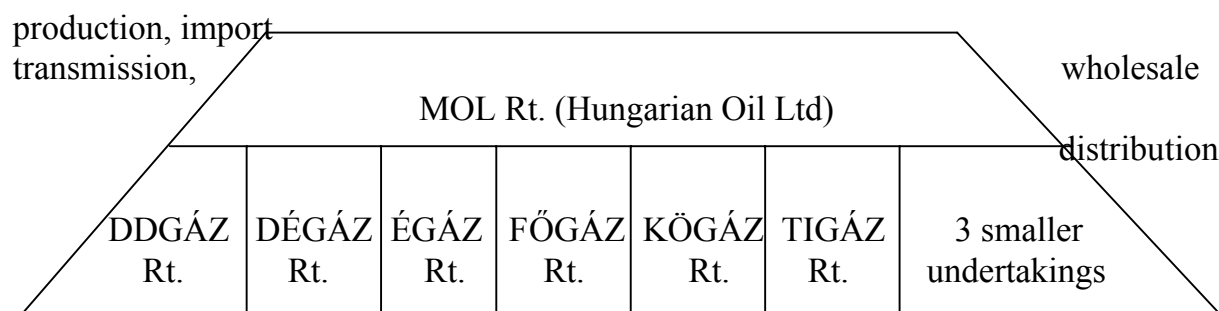 production, import
transmission,
wholesale
MOL Rt. (Hungarian Oil Ltd)
distribution
DDGÁZ Rt.
DÉGÁZ Rt.
ÉGÁZ Rt.
FŐGÁZ Rt.
KÖGÁZ Rt.
TIGÁZ Rt.
3 smaller
undertakings